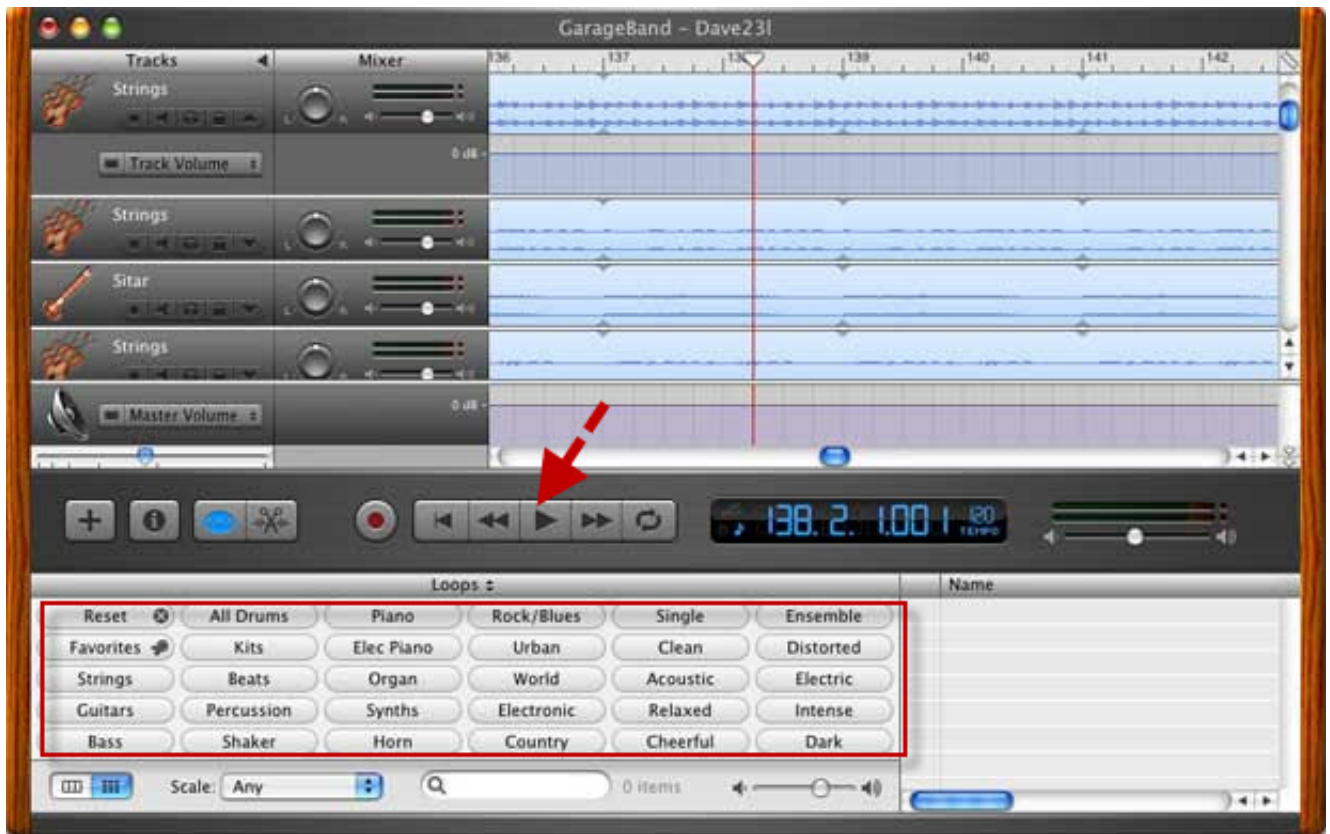 GarageBand – Dave23l
Tracks Mixer 136 137 138 139 140 141 142
Strings
L R
Track Volume 0 dB
Strings
L R
Sitar
L R
Strings
L R
Master Volume 0 dB
138. 2. 1.001 120
TEMPO
Loops Name
Reset All Drums Piano Rock/Blues Single Ensemble
Favorites Kits Elec Piano Urban Clean Distorted
Strings Beats Organ World Acoustic Electric
Guitars Percussion Synths Electronic Relaxed Intense
Bass Shaker Horn Country Cheerful Dark
Scale: Any 0 items